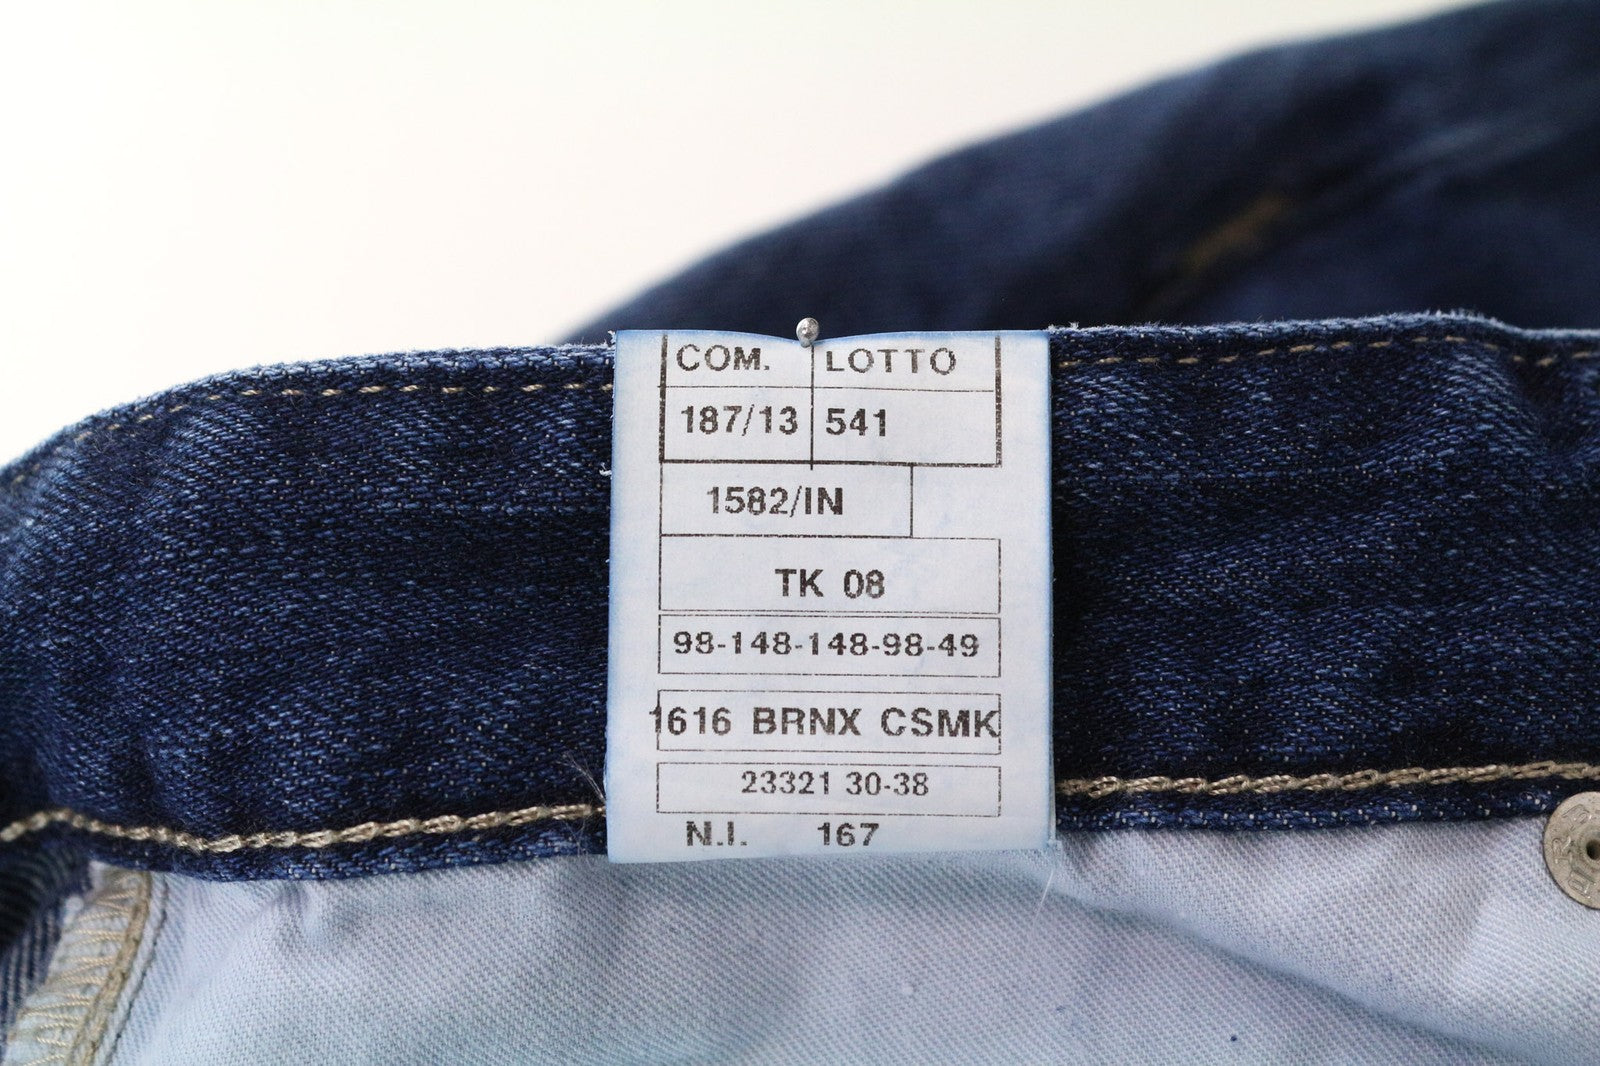 COM. LOTTO
187/13 541
1582/IN
TK 08
98-148-148-98-49
1616 BRNX CSMK
23321 30-38
N.I. 167